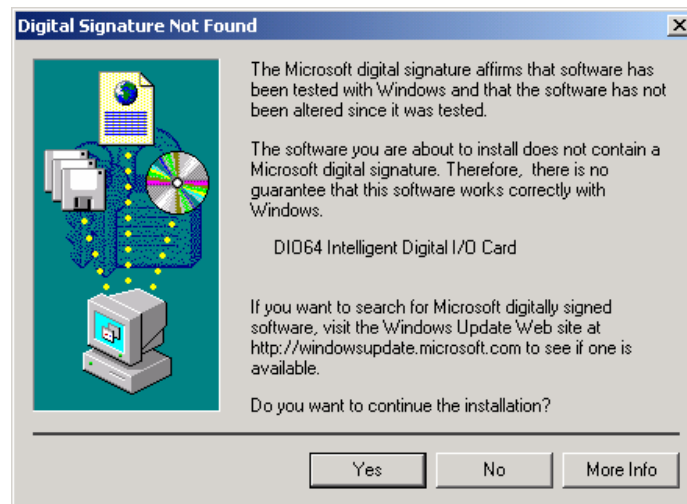 Digital Signature Not Found
The Microsoft digital signature affirms that software has
been tested with Windows and that the software has not
been altered since it was tested.
The software you are about to install does not contain a
Microsoft digital signature. Therefore, there is no
guarantee that this software works correctly with
Windows.
DIO64 Intelligent Digital I/O Card
If you want to search for Microsoft digitally signed
software, visit the Windows Update Web site at
http://windowsupdate.microsoft.com to see if one is
available.
Do you want to continue the installation?
Yes
No
More Info